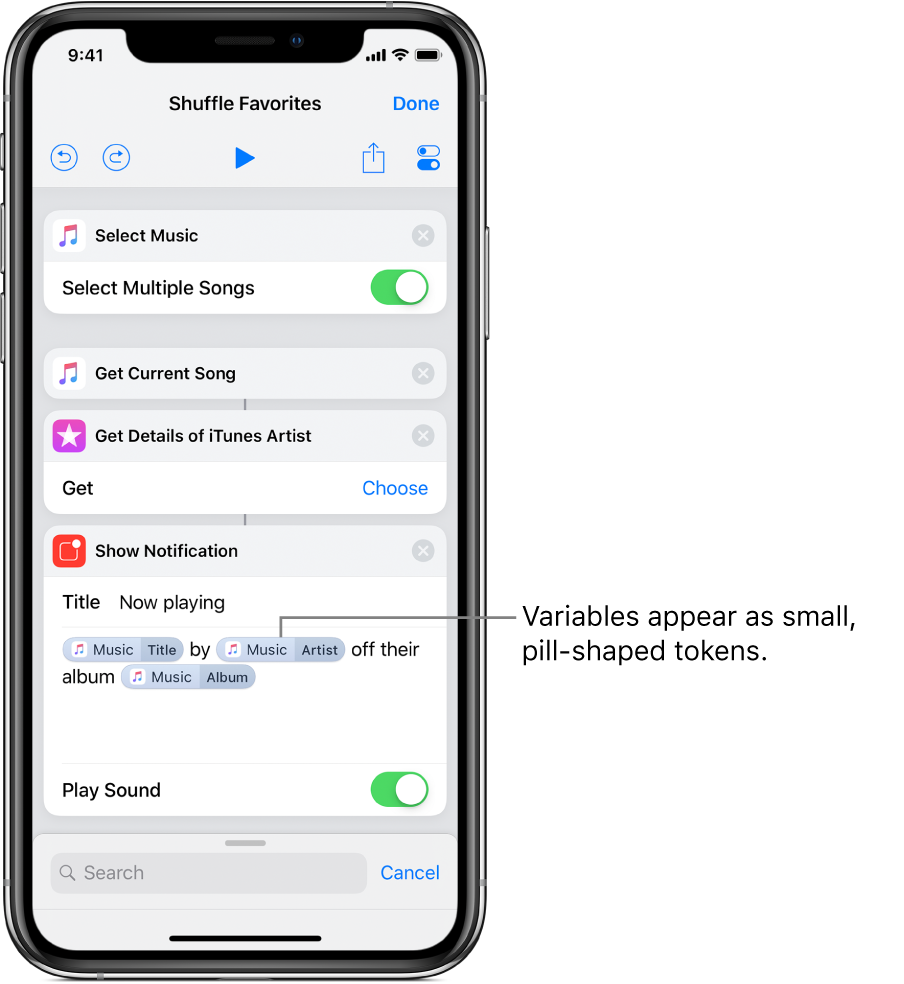 9:41
Shuffle Favorites Done
Select Music
Select Multiple Songs
Get Current Song
Get Details of iTunes Artist
Get Choose
Show Notification
Title Now playing
Music Title by Music Artist off their
album Music Album
Variables appear as small,
pill-shaped tokens.
Play Sound
Search Cancel